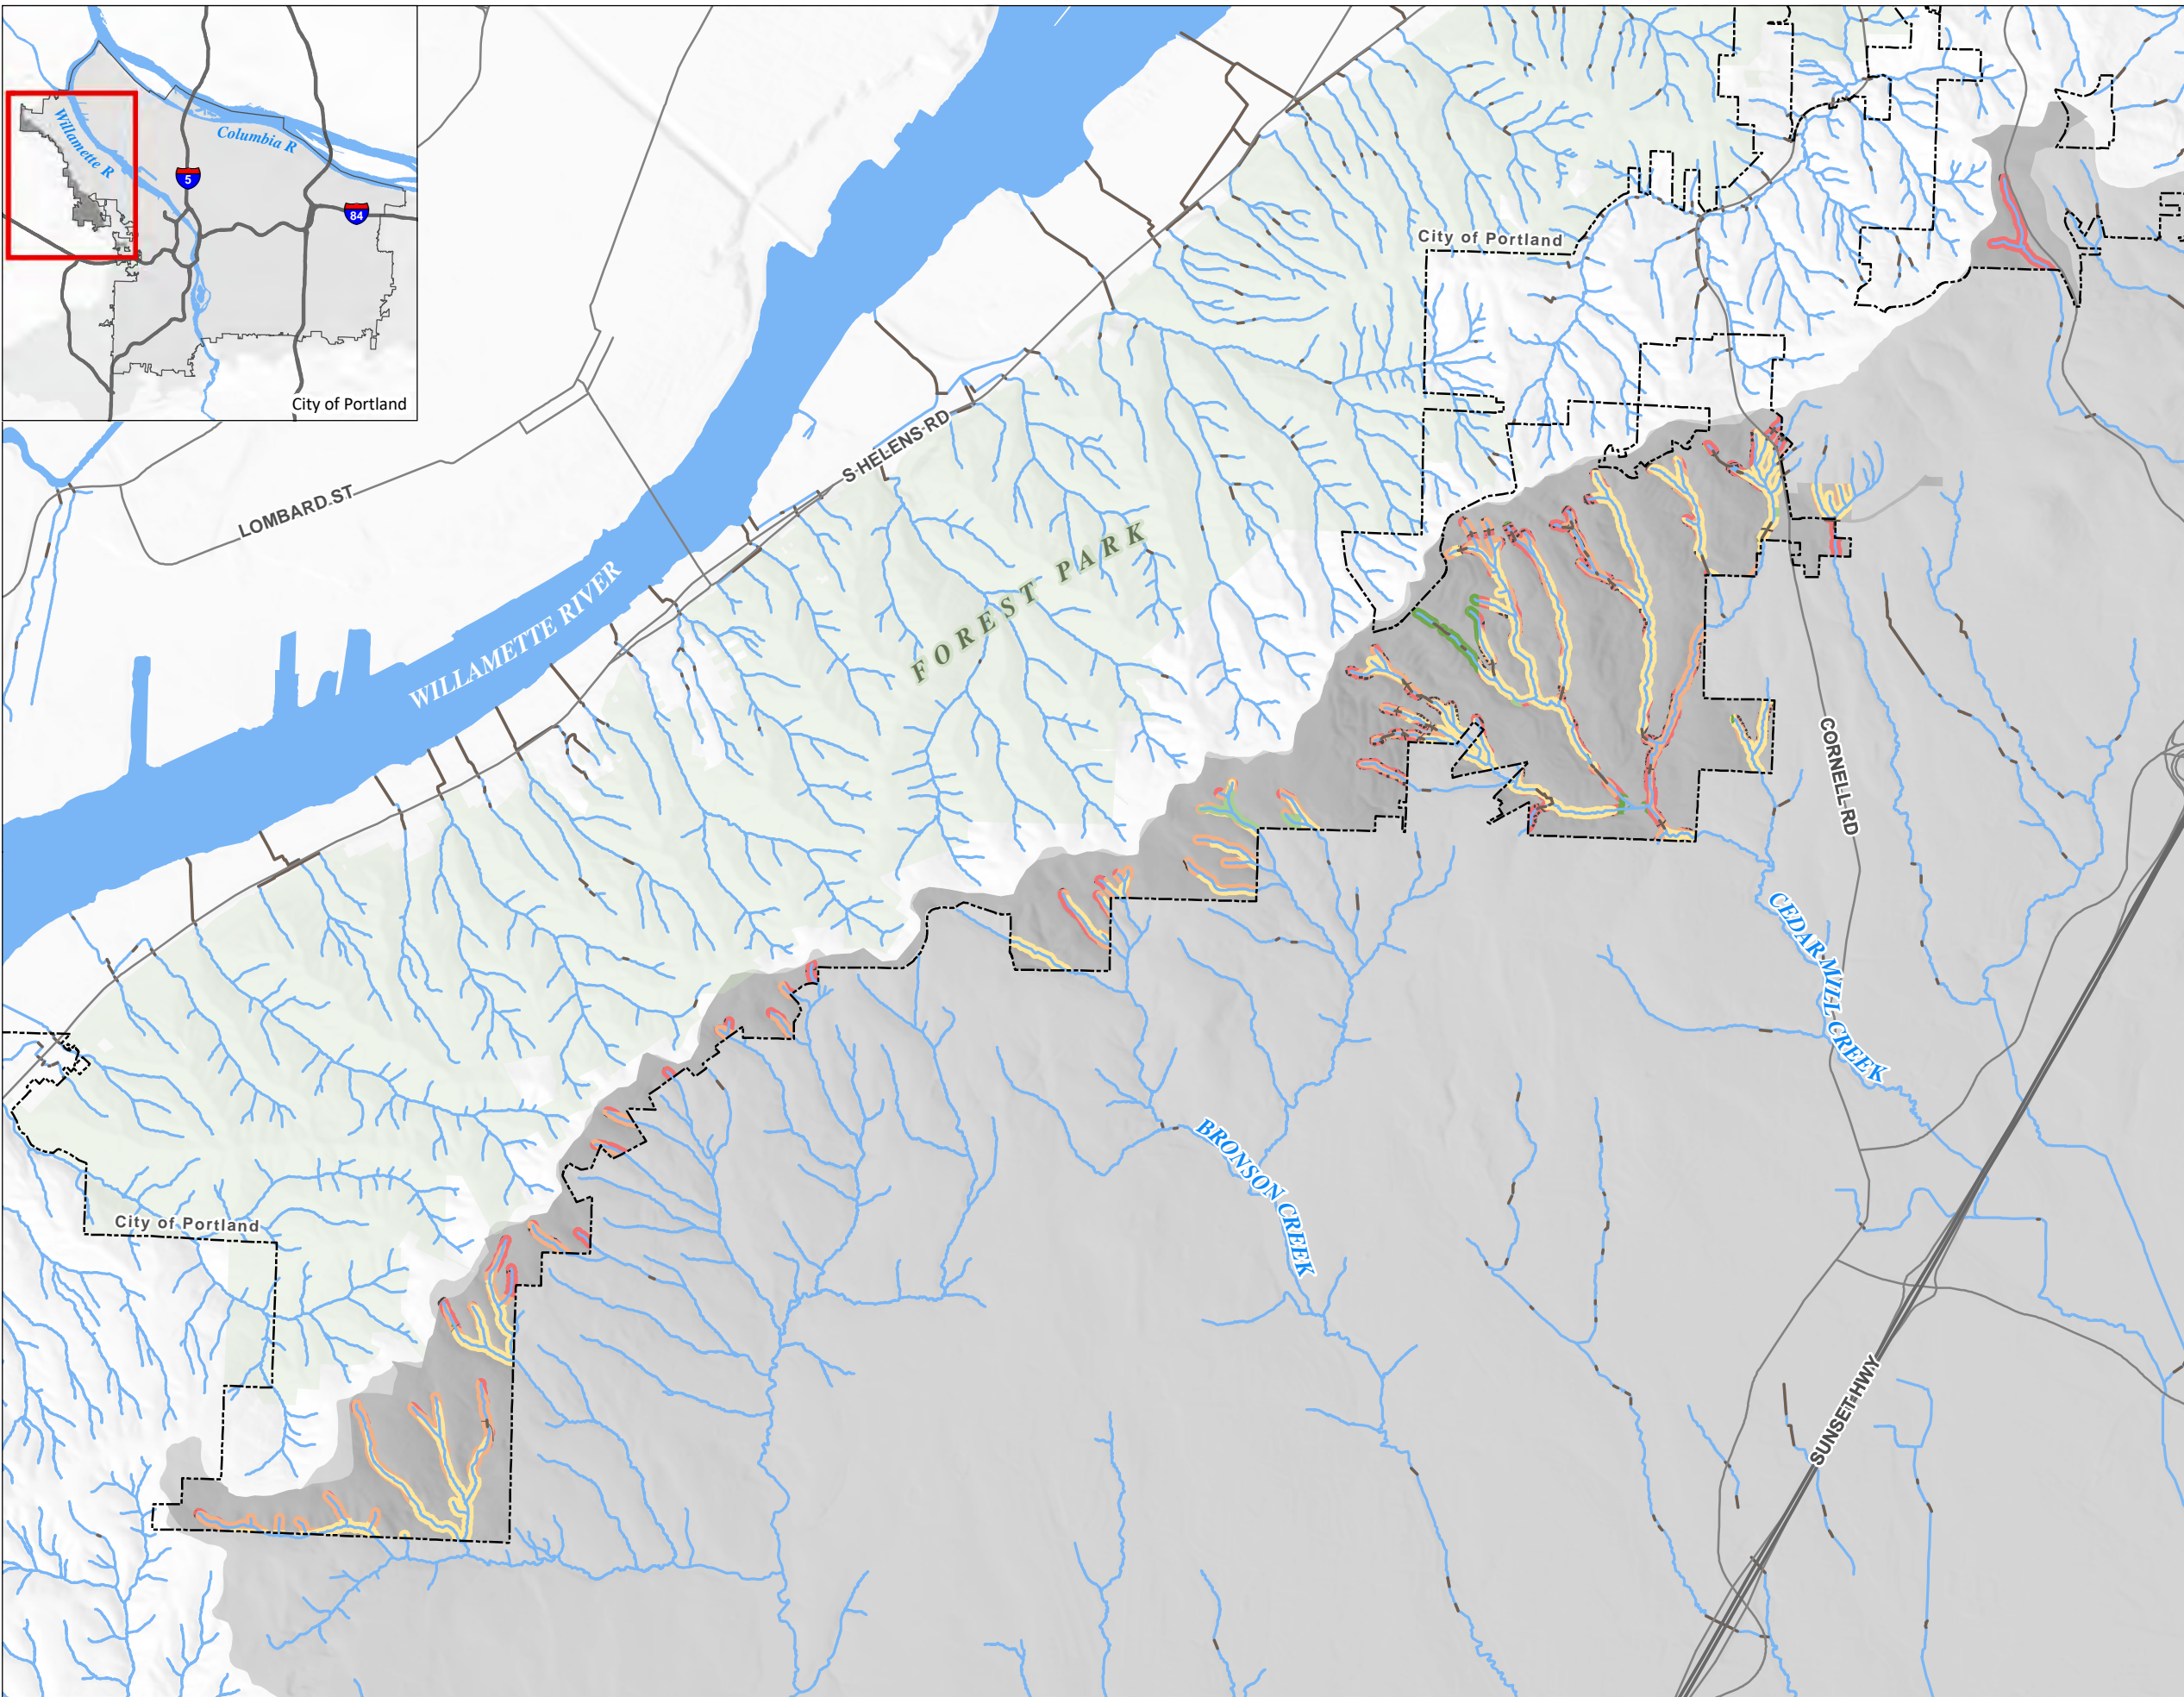 Willamette R
Columbia R
5
84
City of Portland
City of Portland
S HELENS RD
LOMBARD ST
FOREST PARK
WILLAMETTE RIVER
CORNELL RD
CEDAR MILL CREEK
BRONSON CREEK
City of Portland
SUNSET HWY